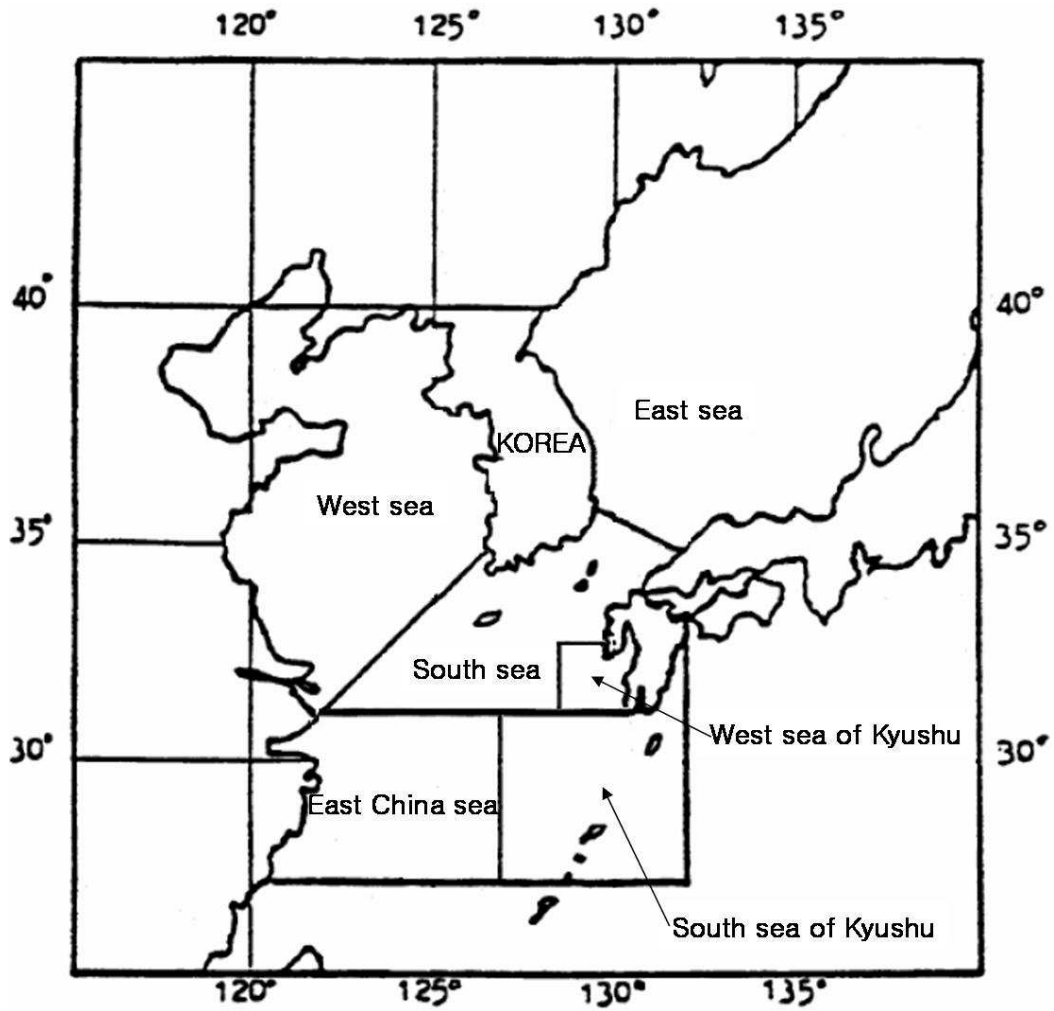 120° 125° 130° 135°
40° 40°
East sea
KOREA
West sea
35° 35°
South sea
West sea of Kyushu
30° 30°
East China sea
South sea of Kyushu
120° 125° 130° 135°